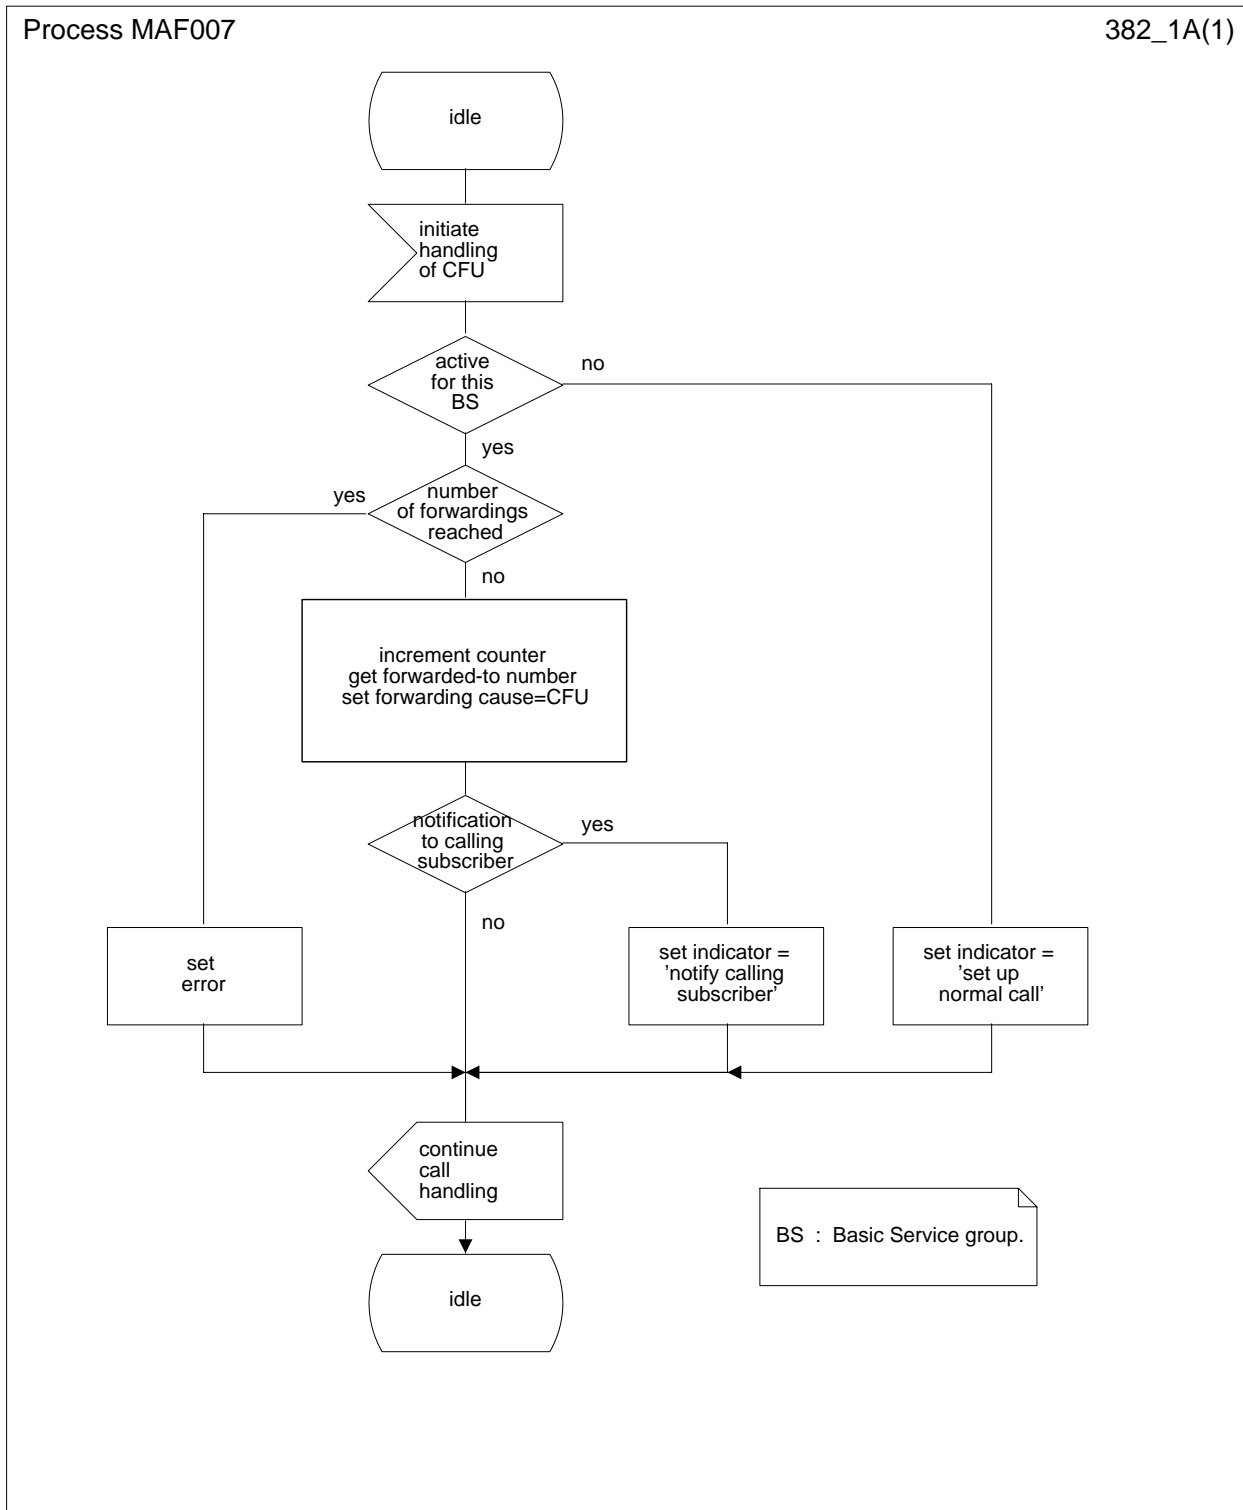 Process MAF007
382_1A(1)
idle
initiate
handling
of CFU
active
for this
BS
no
yes
number
of forwardings
reached
yes
no
increment counter
get forwarded-to number
set forwarding cause=CFU
notification
to calling
subscriber
yes
no
set
error
set indicator =
’notify calling
subscriber’
set indicator =
’set up
normal call’
continue
call
handling
BS : Basic Service group.
idle